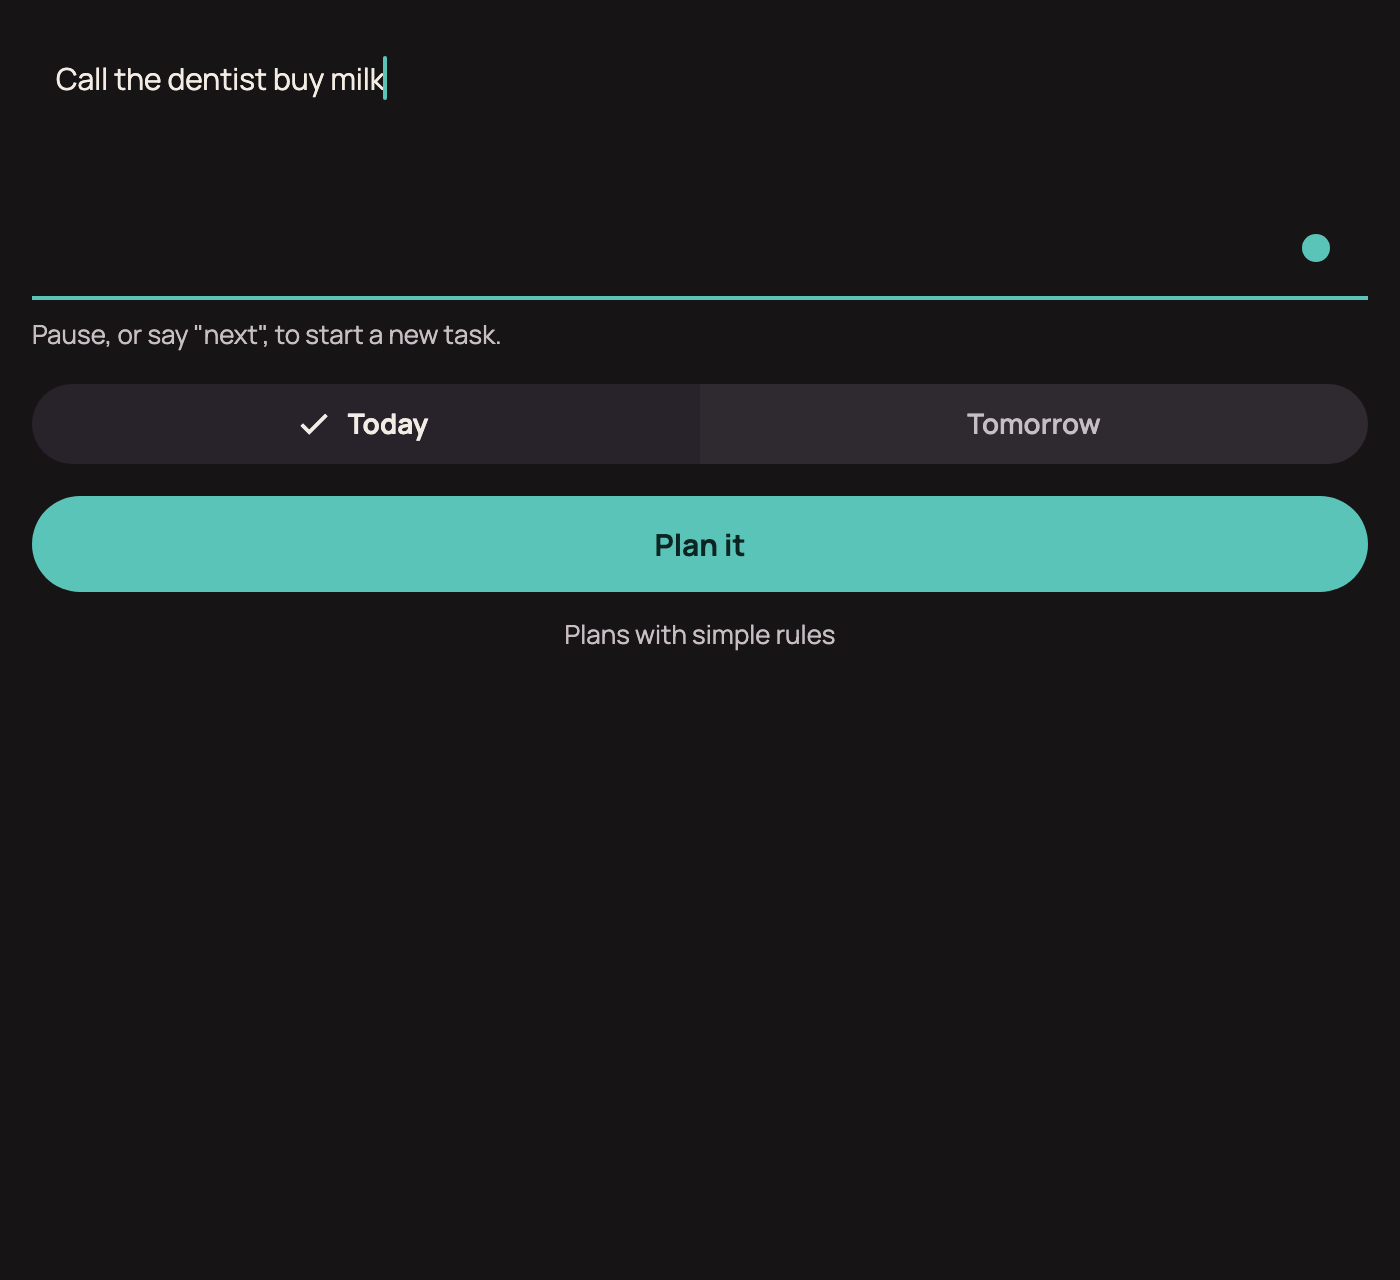 Call the dentist buy milk
Pause, or say "next", to start a new task.
Today
Tomorrow
Plan it
Plans with simple rules